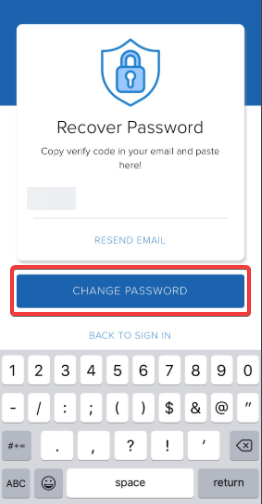 Recover Password
Copy verify code in your email and paste
here!
RESEND EMAIL
CHANGE PASSWORD
BACK TO SIGN IN
1 2 3 4 5 6 7 8 9 0
- / : ; ( ) $ & @ "
#+= . , ? ! ' 
ABC space return